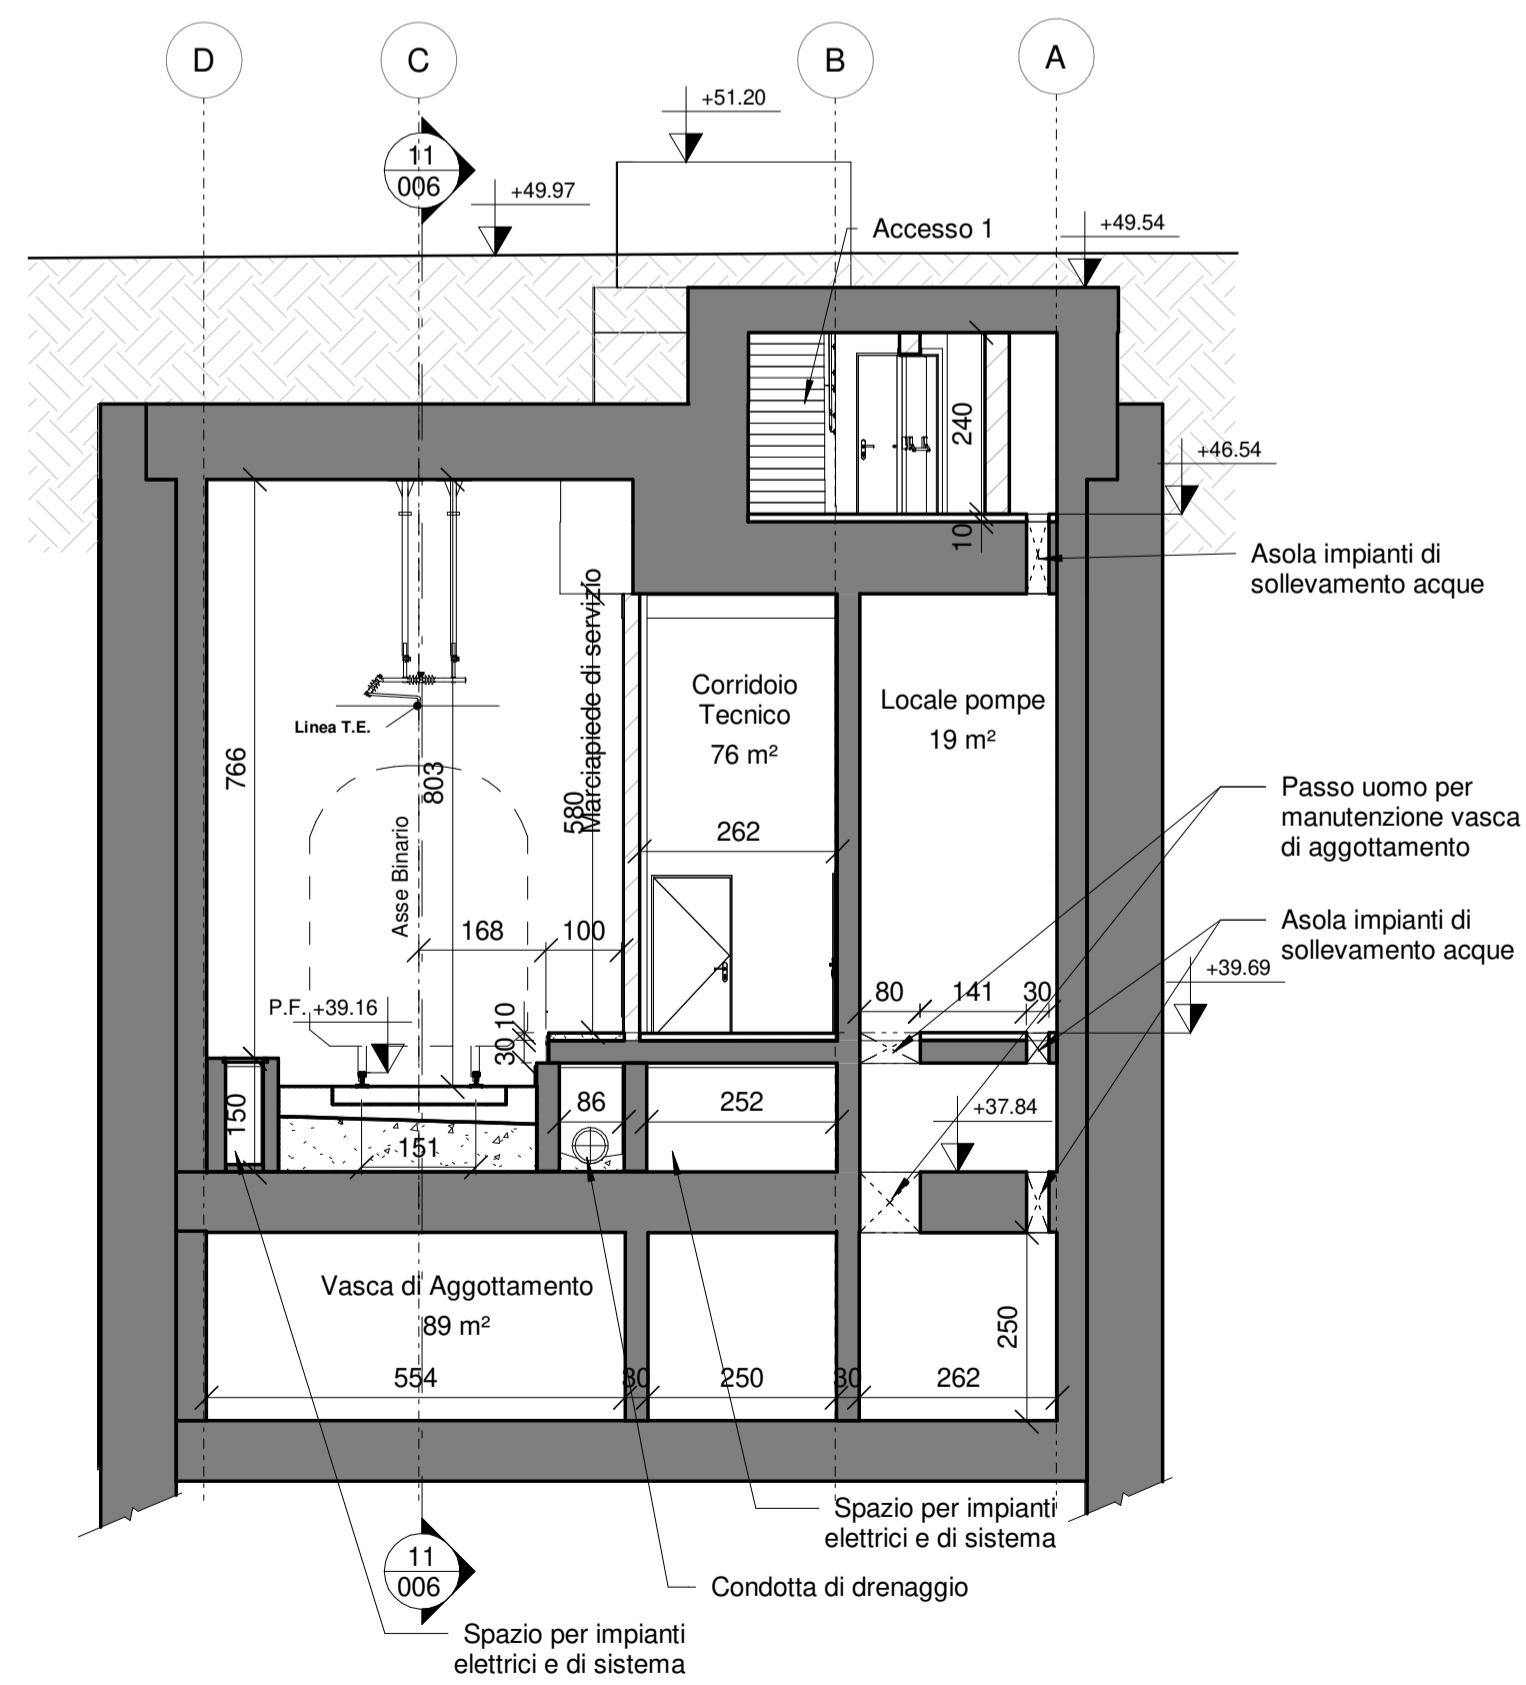 D
C
B
A
+51.20
11
006
+49.97
Accesso 1
+49.54
240
+46.54
10
Asola impianti di
sollevamento acque
Marciapiede di servizio
Corridoio
Tecnico
76 m²
Locale pompe
19 m²
Linea T.E.
766
803
580
Passo uomo per
manutenzione vasca
di aggottamento
262
Asse Binario
168
100
Asola impianti di
sollevamento acque
+39.69
80
141
30
P.F. +39.16
10
30
150
86
252
+37.84
151
Vasca di Aggottamento
89 m²
250
554
30
250
30
262
Spazio per impianti
elettrici e di sistema
11
006
Condotta di drenaggio
Spazio per impianti
elettrici e di sistema